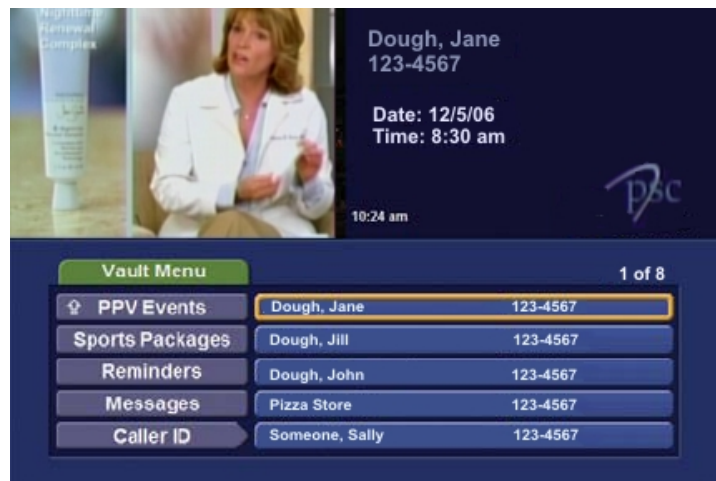 Nighttime
Renewal
Complex
Dough, Jane
123-4567
Date: 12/5/06
Time: 8:30 am
psc
10:24 am
Vault Menu
1 of 8
PPV Events
Dough, Jane 123-4567
Sports Packages
Dough, Jill 123-4567
Reminders
Dough, John 123-4567
Messages
Pizza Store 123-4567
Caller ID
Someone, Sally 123-4567